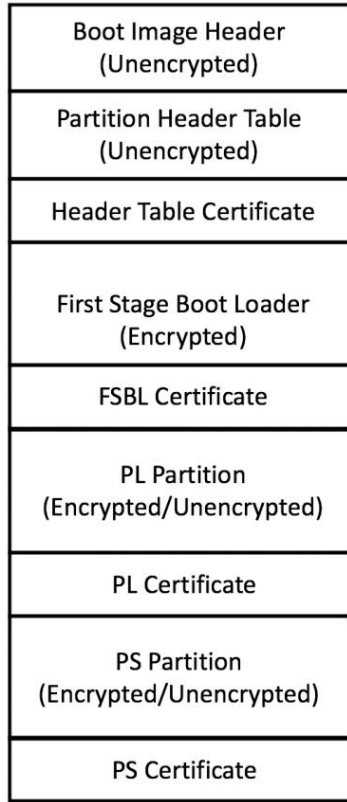 Boot Image Header
(Unencrypted)
Partition Header Table
(Unencrypted)
Header Table Certificate
First Stage Boot Loader
(Encrypted)
FSBL Certificate
PL Partition
(Encrypted/Unencrypted)
PL Certificate
PS Partition
(Encrypted/Unencrypted)
PS Certificate